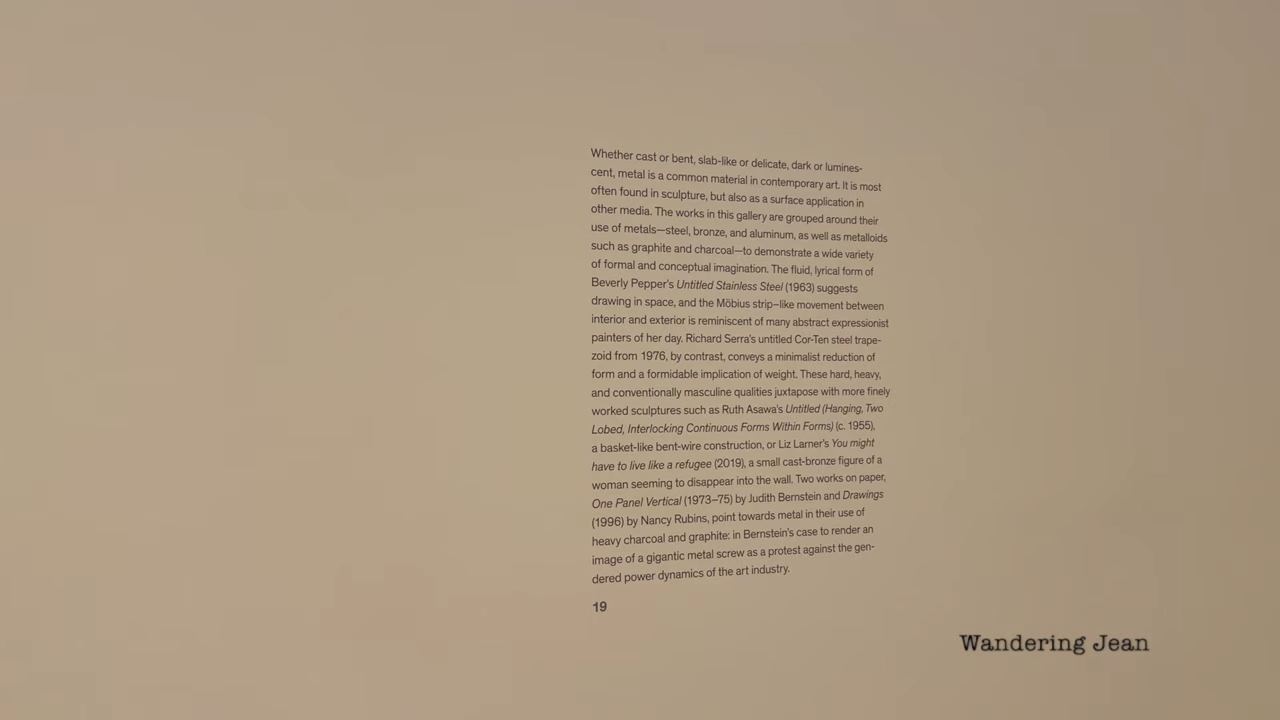 Whether cast or bent, slab-like or delicate, dark or lumines-
cent, metal is a common material in contemporary art. It is most
often found in sculpture, but also as a surface application in
other media. The works in this gallery are grouped around their
use of metals—steel, bronze, and aluminum, as well as metalloids
such as graphite and charcoal—to demonstrate a wide variety
of formal and conceptual imagination. The fluid, lyrical form of
Beverly Pepper's Untitled Stainless Steel (1963) suggests
drawing in space, and the Möbius strip–like movement between
interior and exterior is reminiscent of many abstract expressionist
painters of her day. Richard Serra's untitled Cor-Ten steel trape-
zoid from 1976, by contrast, conveys a minimalist reduction of
form and a formidable implication of weight. These hard, heavy,
and conventionally masculine qualities juxtapose with more finely
worked sculptures such as Ruth Asawa's Untitled (Hanging, Two
Lobed, Interlocking Continuous Forms Within Forms) (c. 1955),
a basket-like bent-wire construction, or Liz Larner's You might
have to live like a refugee (2019), a small cast-bronze figure of a
woman seeming to disappear into the wall. Two works on paper,
One Panel Vertical (1973–75) by Judith Bernstein and Drawings
(1996) by Nancy Rubins, point towards metal in their use of
heavy charcoal and graphite: in Bernstein's case to render an
image of a gigantic metal screw as a protest against the gen-
dered power dynamics of the art industry.
19
Wandering Jean